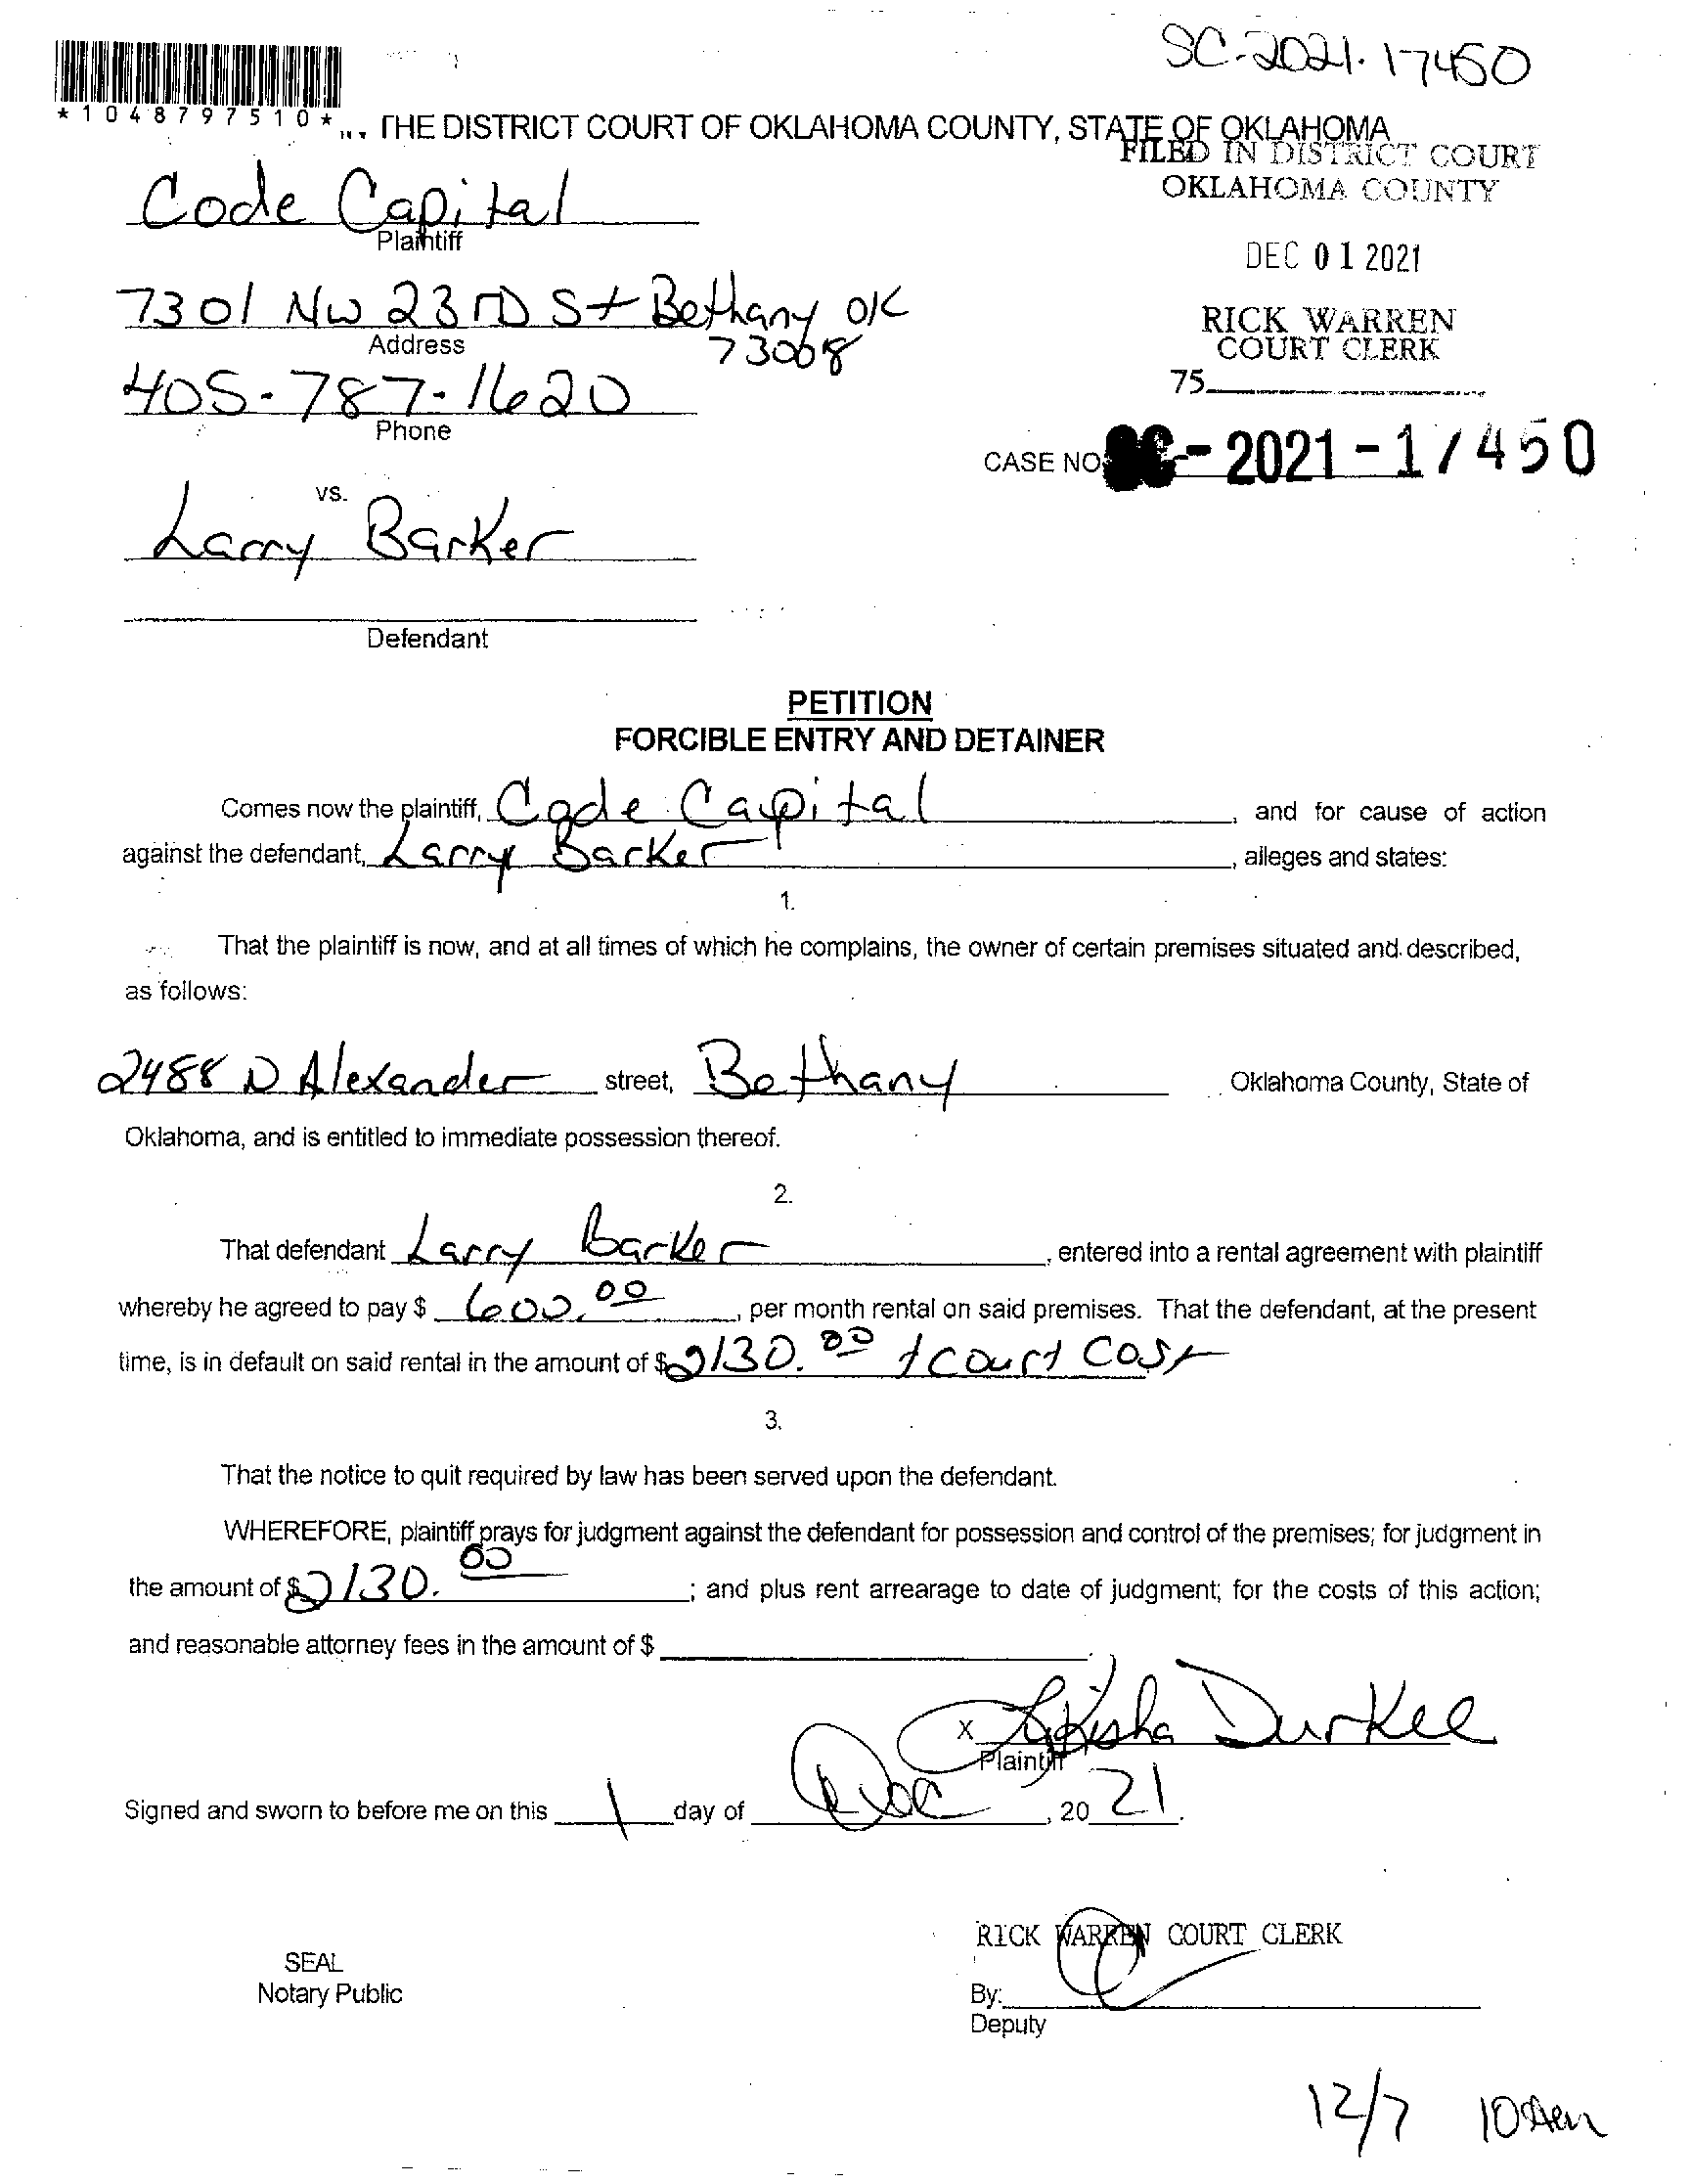 SC-2021-17450
*1048797510*
THE DISTRICT COURT OF OKLAHOMA COUNTY, STATE OF OKLAHOMA
FILED IN DISTRICT COURT
OKLAHOMA COUNTY
Code Capital
Plaintiff
DEC 01 2021
7301 NW 23RD St Bethany OK
73008
Address
RICK WARREN
COURT CLERK
405-787-1620
75
Phone
CASE NO. SC-2021-17450
vs.
Larry Barker
Defendant
PETITION
FORCIBLE ENTRY AND DETAINER
Comes now the plaintiff, Code Capital, and for cause of action
against the defendant, Larry Barker, alleges and states:
1.
That the plaintiff is now, and at all times of which he complains, the owner of certain premises situated and described,
as follows:
2488 N Alexander street, Bethany Oklahoma County, State of
Oklahoma, and is entitled to immediate possession thereof.
2.
That defendant Larry Barker, entered into a rental agreement with plaintiff
whereby he agreed to pay $ 600.00, per month rental on said premises. That the defendant, at the present
time, is in default on said rental in the amount of $ 2130.00 + court cost
3.
That the notice to quit required by law has been served upon the defendant.
WHEREFORE, plaintiff prays for judgment against the defendant for possession and control of the premises; for judgment in
the amount of $ 2130.00; and plus rent arrearage to date of judgment; for the costs of this action;
and reasonable attorney fees in the amount of $
X Durkee
Plaintiff
Signed and sworn to before me on this 1 day of Dec, 20 21.
RICK WARREN COURT CLERK
SEAL
Notary Public
By:
Deputy
12/7 10 Am